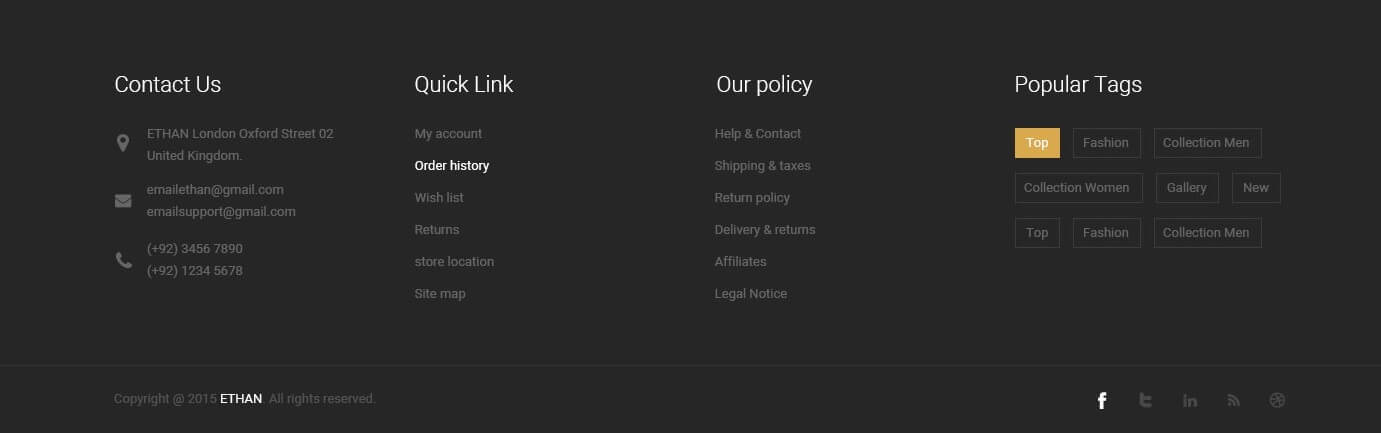 Contact Us
ETHAN London Oxford Street 02
United Kingdom.
emailethan@gmail.com
emailsupport@gmail.com
(+92) 3456 7890
(+92) 1234 5678
Quick Link
My account
Order history
Wish list
Returns
store location
Site map
Our policy
Help & Contact
Shipping & taxes
Return policy
Delivery & returns
Affiliates
Legal Notice
Popular Tags
Top Fashion Collection Men
Collection Women Gallery New
Top Fashion Collection Men
Copyright @ 2015 ETHAN. All rights reserved.